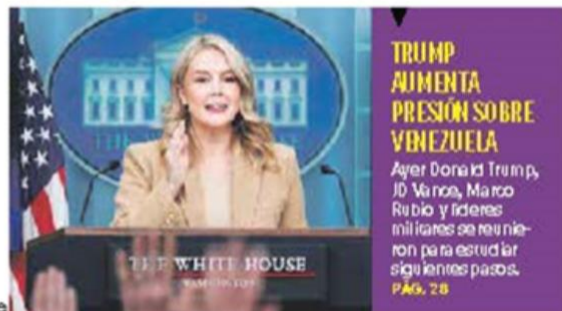 THE WHITE HOUSE
WASHINGTON
TRUMP
AUMENTA
PRESIÓN SOBRE
VENEZUELA
Ayer Donald Trump,
JD Vance, Marco
Rubio y líderes
militares se reunie-
ron para estudiar
siguientes pasos.
PÁG. 28